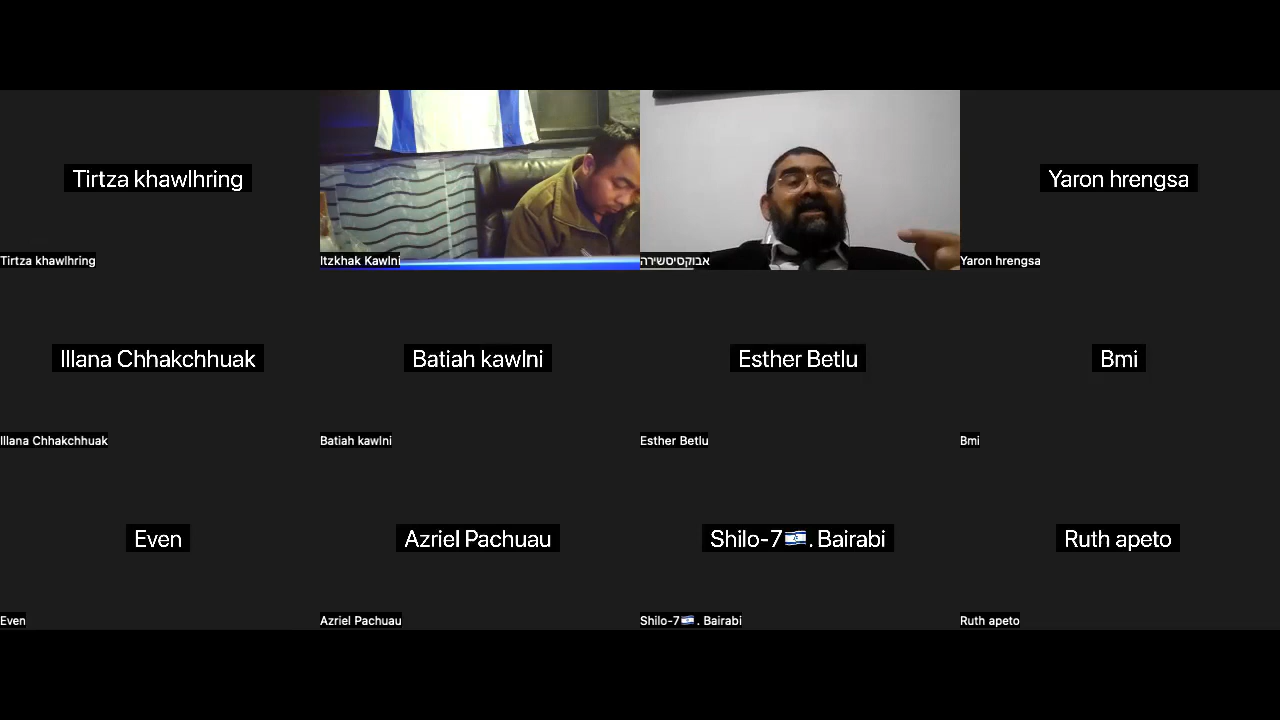 Tirtza khawlhring
Yaron hrengsa
Tirtza khawlhring
Itzkhak Kawlni
אבוקסיסשירה
Yaron hrengsa
Illana Chhakchhuak
Batiah kawlni
Esther Betlu
Bmi
Illana Chhakchhuak
Batiah kawlni
Esther Betlu
Bmi
Even
Azriel Pachuau
Shilo-7🇮🇱. Bairabi
Ruth apeto
Even
Azriel Pachuau
Shilo-7🇮🇱 . Bairabi
Ruth apeto